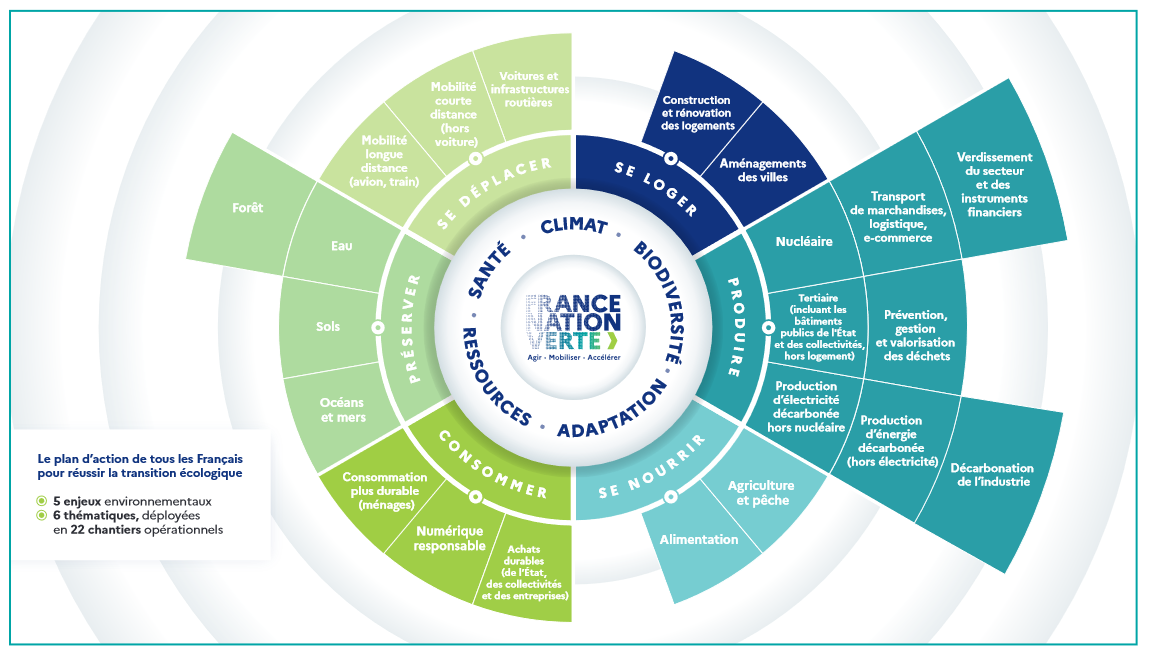 Voitures et
infrastructures
routières
Mobilité
courte
distance
(hors
voiture)
Mobilité
longue
distance
(avion, train)
SE DÉPLACER
Construction
et rénovation
des logements
Aménagements
des villes
SE LOGER
Verdissement
du secteur
et des
instruments
financiers
Transport
de marchandises,
logistique,
e-commerce
Nucléaire
Tertiaire
(incluant les
bâtiments
publics de l'État
et des collectivités,
hors logement)
Prévention,
gestion
et valorisation
des déchets
Production
d'électricité
décarbonée
hors nucléaire
Production
d'énergie
décarbonée
(hors électricité)
Décarbonation
de l'industrie
PRODUIRE
Forêt
Eau
Sols
Océans
et mers
PRÉSERVER
SANTÉ • CLIMAT • BIODIVERSITÉ • ADAPTATION • RESSOURCES •
FRANCE
NATION
VERTE
Agir • Mobiliser • Accélérer
CONSOMMER
Consommation
plus durable
(ménages)
Numérique
responsable
Achats
durables
(de l'État,
des collectivités
et des entreprises)
SE NOURRIR
Agriculture
et pêche
Alimentation
Le plan d'action de tous les Français
pour réussir la transition écologique
5 enjeux environnementaux
6 thématiques, déployées
en 22 chantiers opérationnels